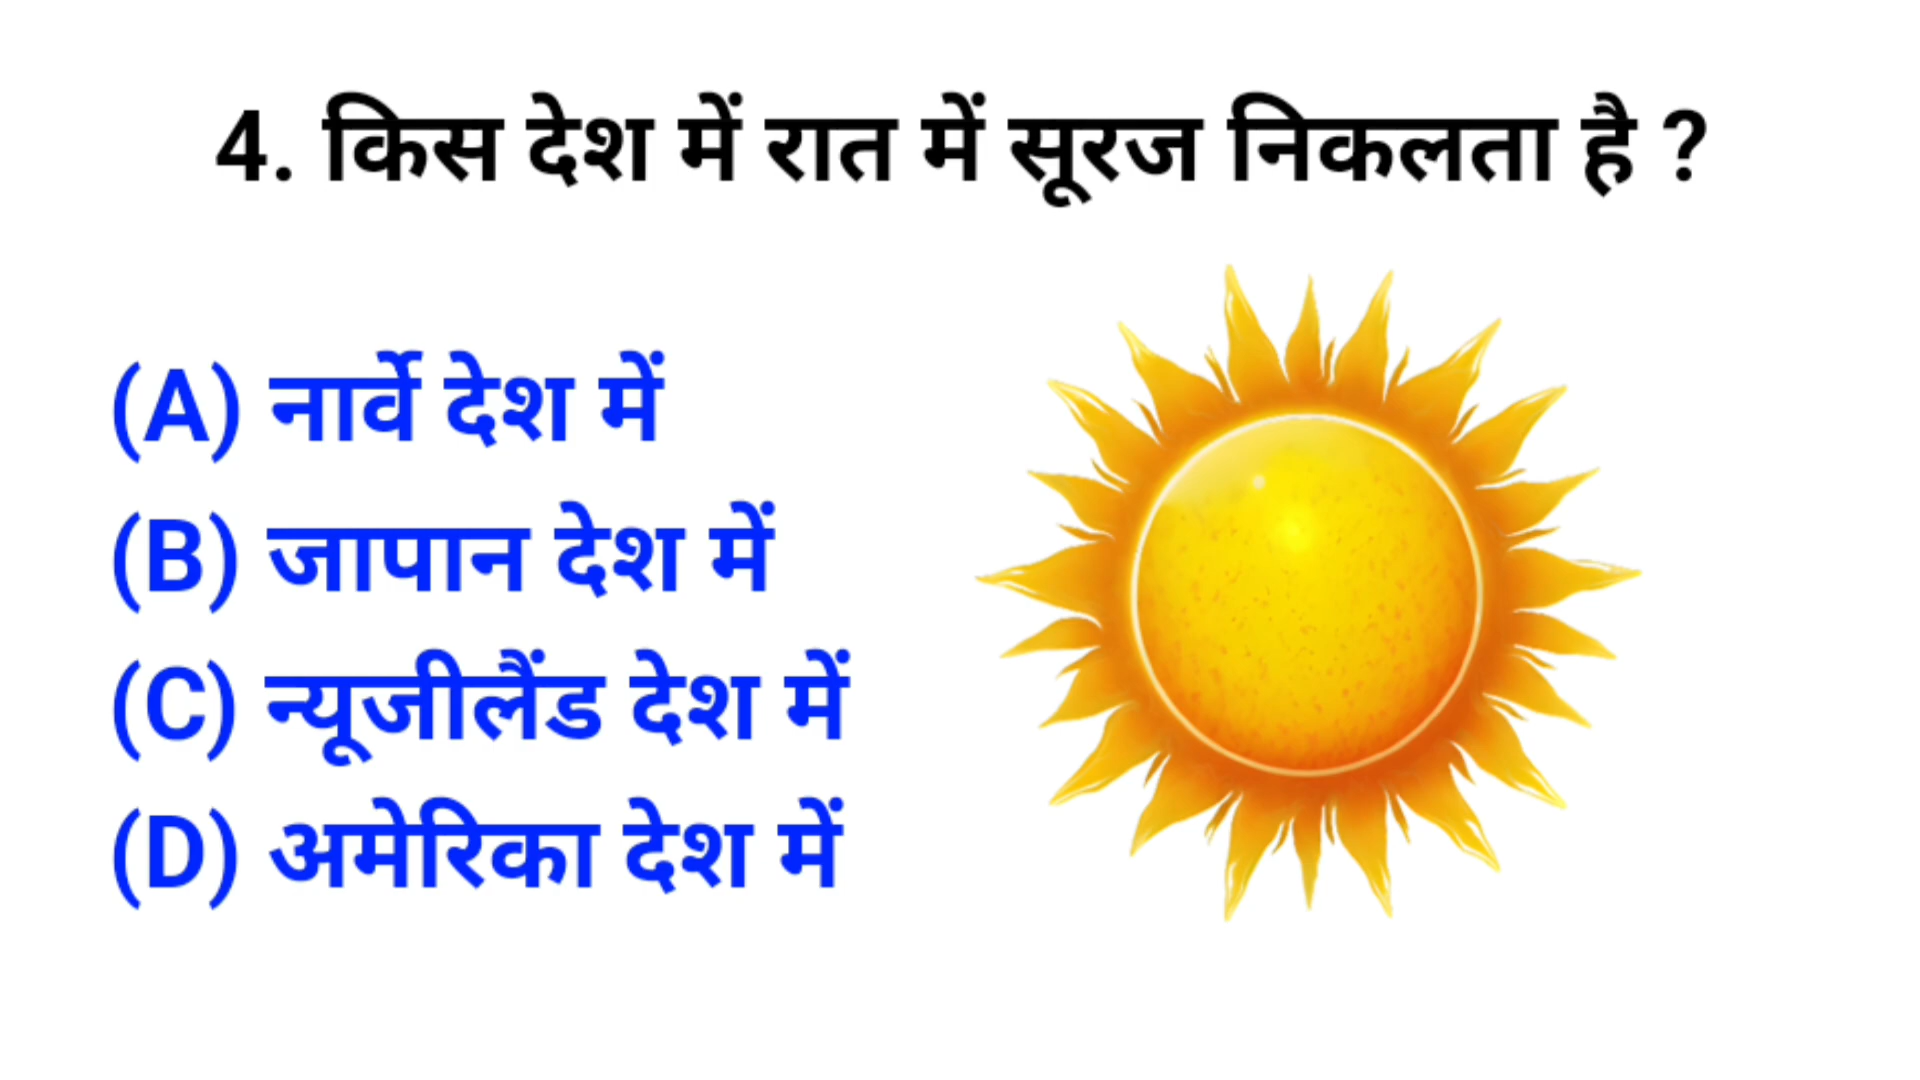 4. किस देश में रात में सूरज निकलता है ?
(A) नार्वे देश में
(B) जापान देश में
(C) न्यूजीलैंड देश में
(D) अमेरिका देश में